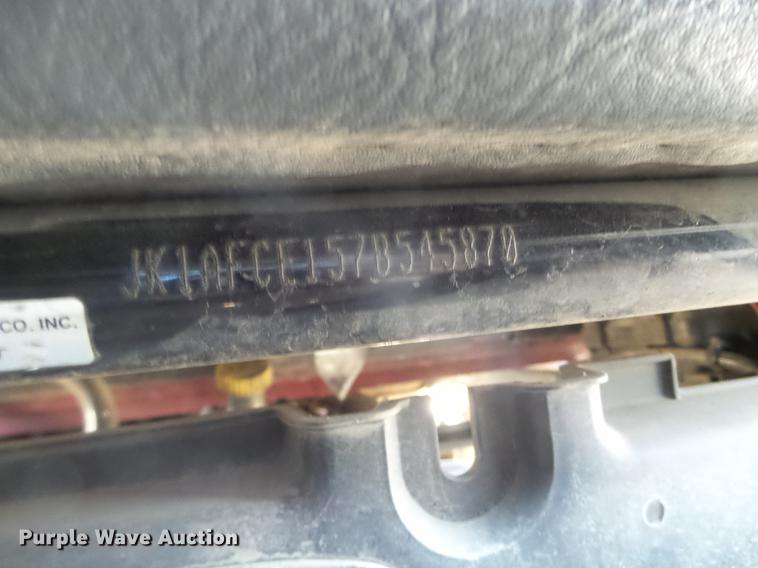 JK1AFCE157B545870
CO. INC.
Purple Wave Auction